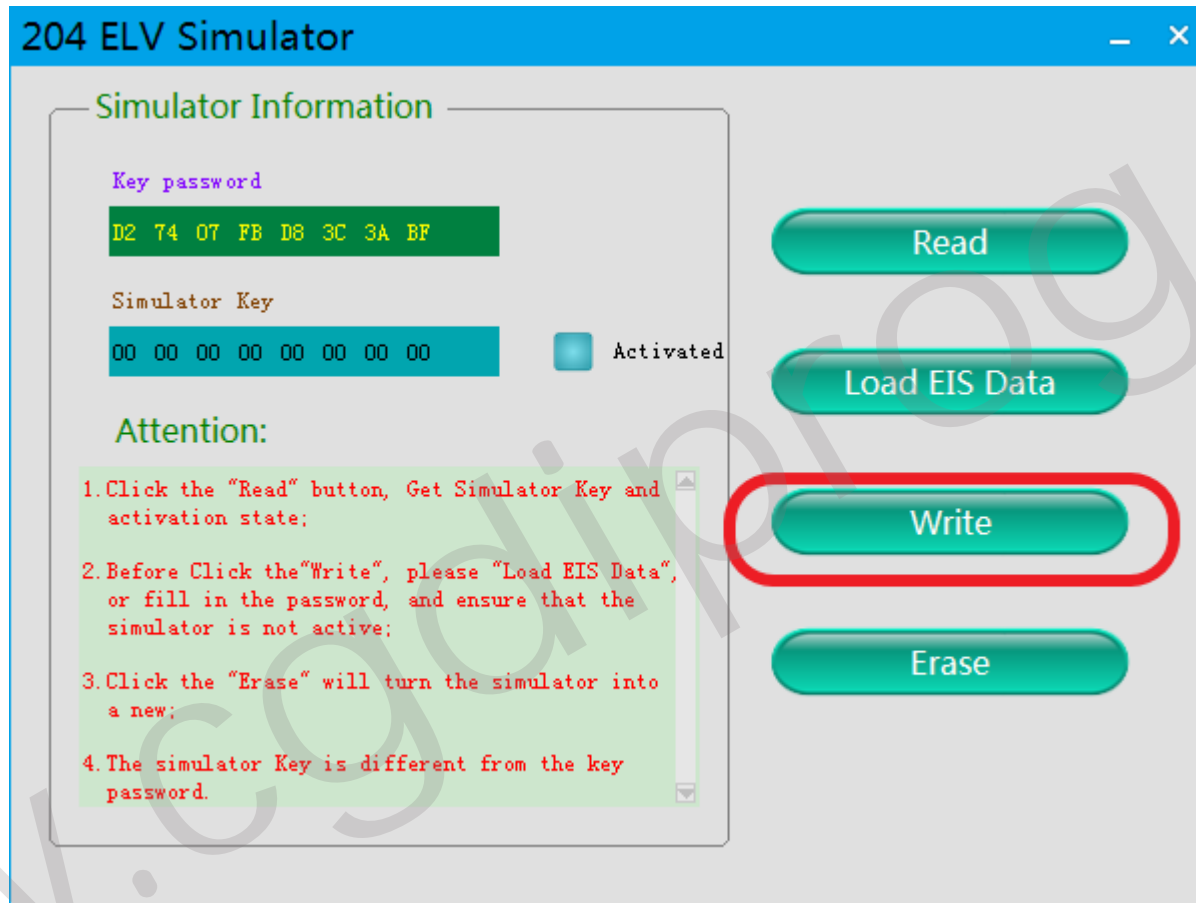 204 ELV Simulator
Simulator Information
Key password
D2 74 07 FB D8 3C 3A BF
Simulator Key
00 00 00 00 00 00 00 00
Activated
Attention:
1.Click the "Read" button, Get Simulator Key and
activation state;
2.Before Click the"Write", please "Load EIS Data",
or fill in the password, and ensure that the
simulator is not active;
3.Click the "Erase" will turn the simulator into
a new;
4.The simulator Key is different from the key
password.
Read
Load EIS Data
Write
Erase
.cgdiprog